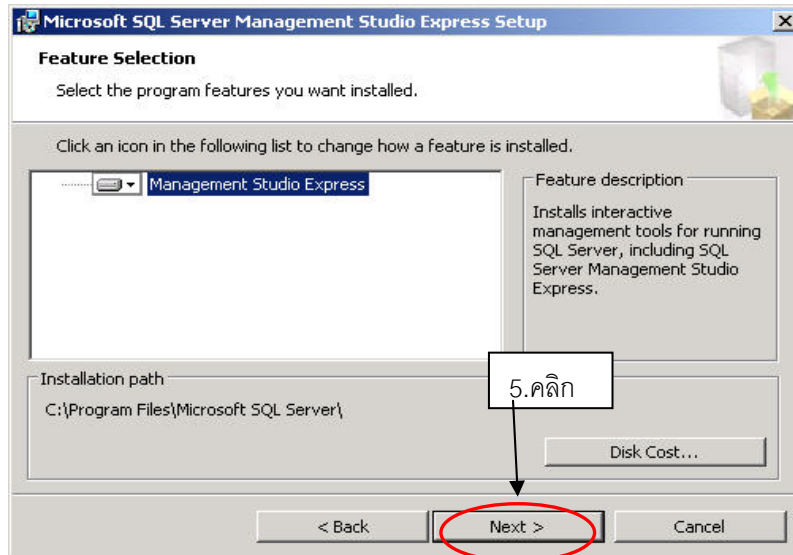 Microsoft SQL Server Management Studio Express Setup
Feature Selection
Select the program features you want installed.
Click an icon in the following list to change how a feature is installed.
Management Studio Express
Feature description
Installs interactive
management tools for running
SQL Server, including SQL
Server Management Studio
Express.
Installation path
C:\Program Files\Microsoft SQL Server\
5.คลิก
Disk Cost...
< Back
Next >
Cancel